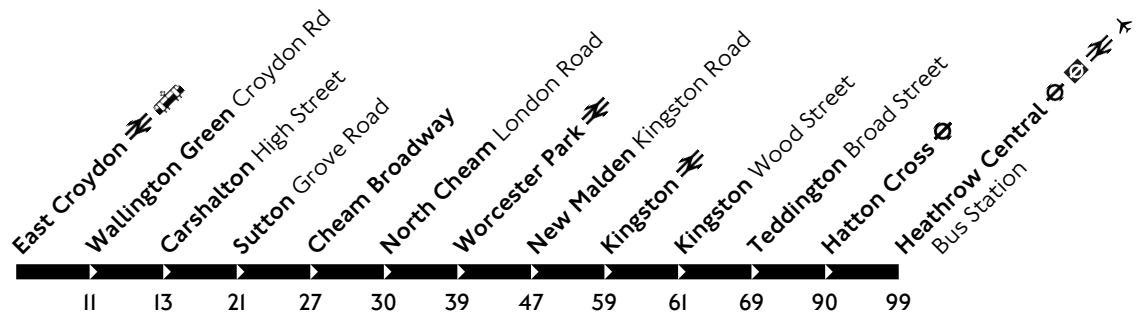 East Croydon
Wallington Green Croydon Rd
Carshalton High Street
Sutton Grove Road
Cheam Broadway
North Cheam London Road
Worcester Park
New Malden Kingston Road
Kingston
Kingston Wood Street
Teddington Broad Street
Hatton Cross
Heathrow Central
Bus Station
11 13 21 27 30 39 47 59 61 69 90 99